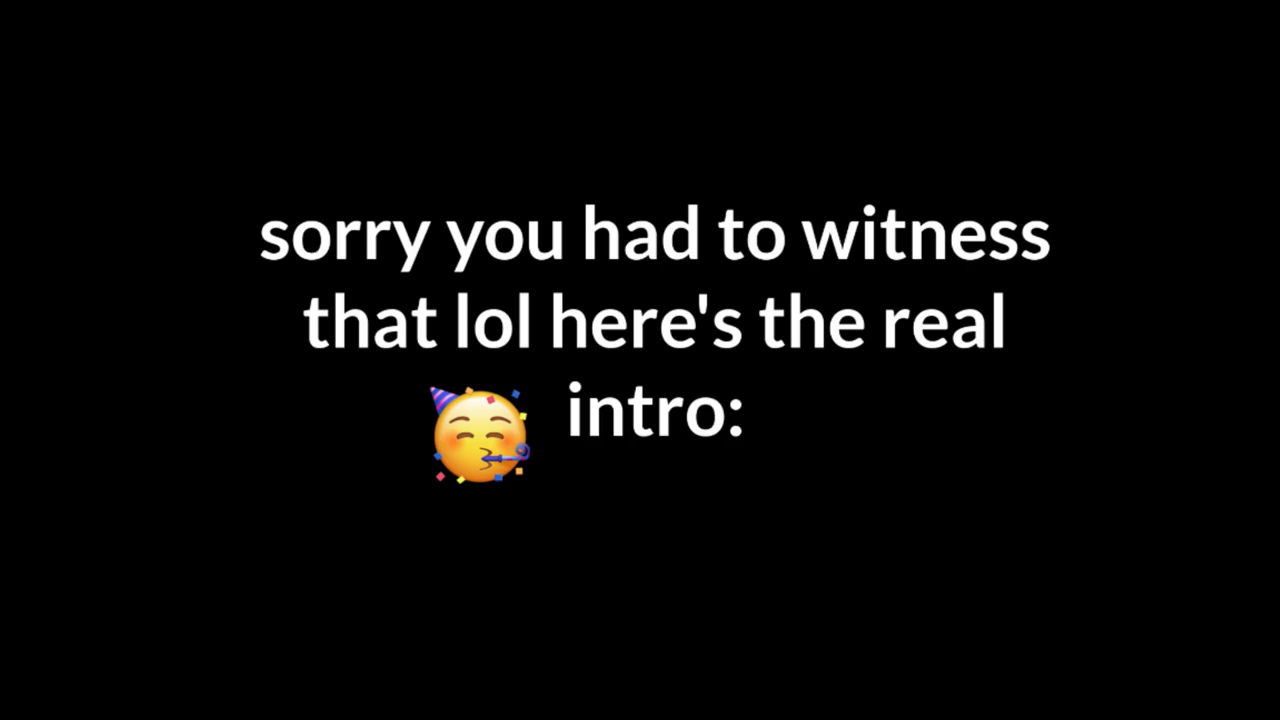 sorry you had to witness
that lol here's the real
intro: